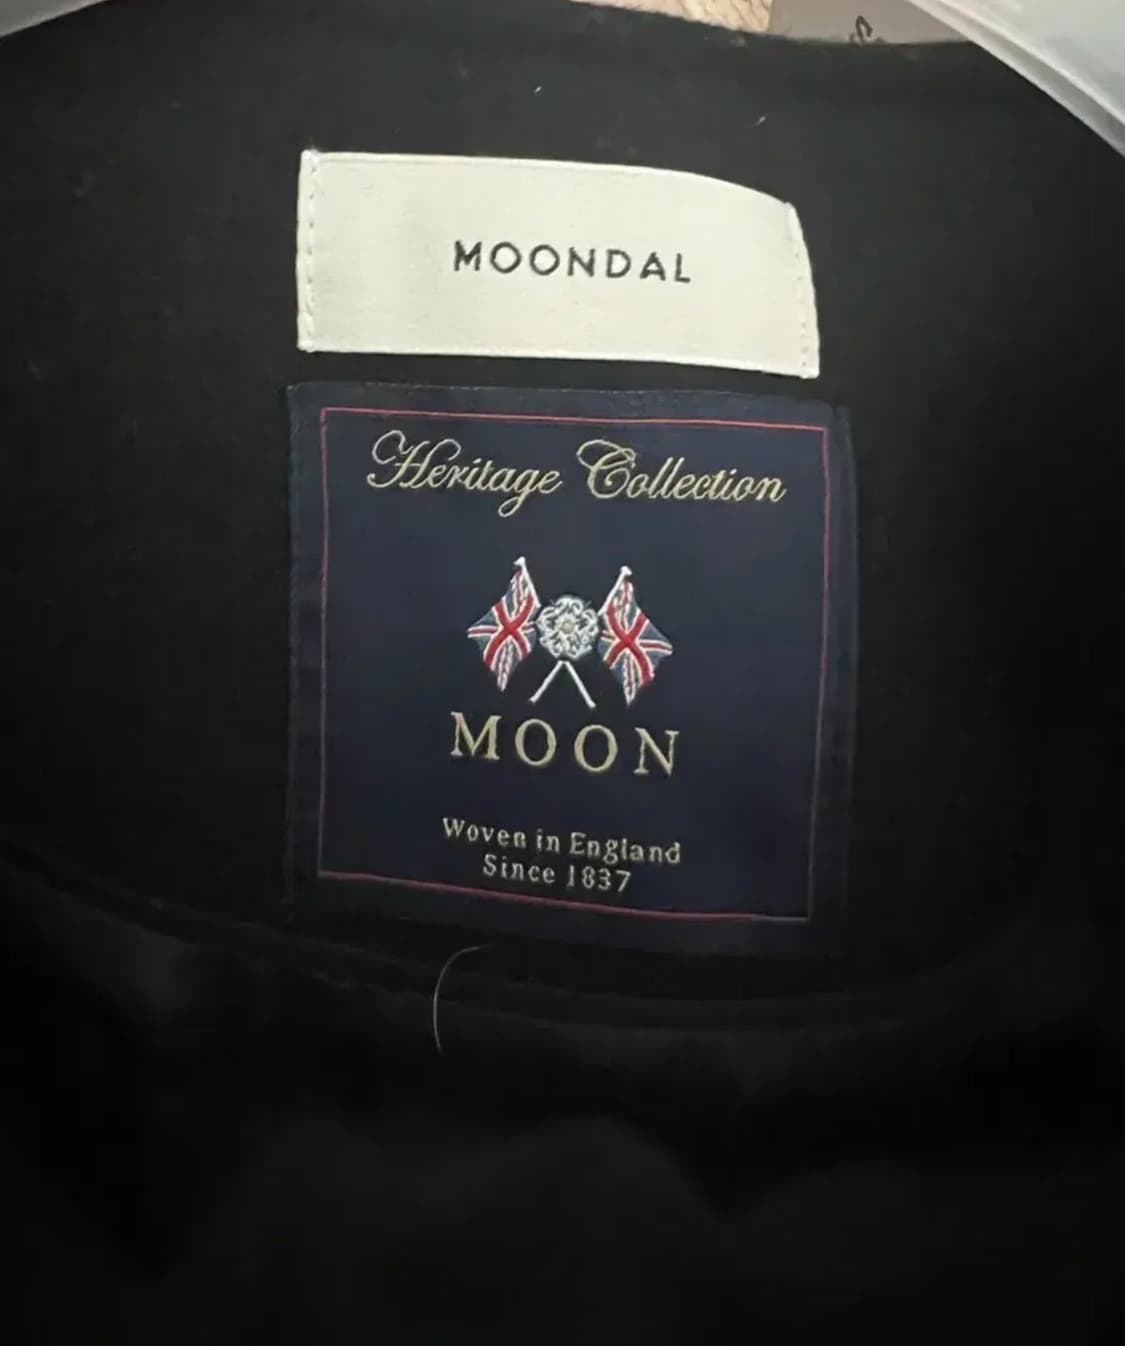 MOONDAL
Heritage Collection
MOON
Woven in England
Since 1837